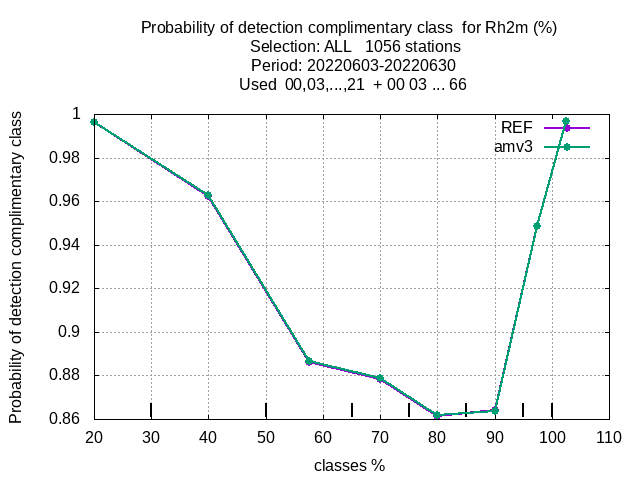 Probability of detection complimentary class  for Rh2m (%)
Selection: ALL   1056 stations
Period: 20220603-20220630
Used  00,03,...,21  + 00 03 ... 66
Probability of detection complimentary class
1
0.98
0.96
0.94
0.92
0.9
0.88
0.86
REF
amv3
20 30 40 50 60 70 80 90 100 110
classes %